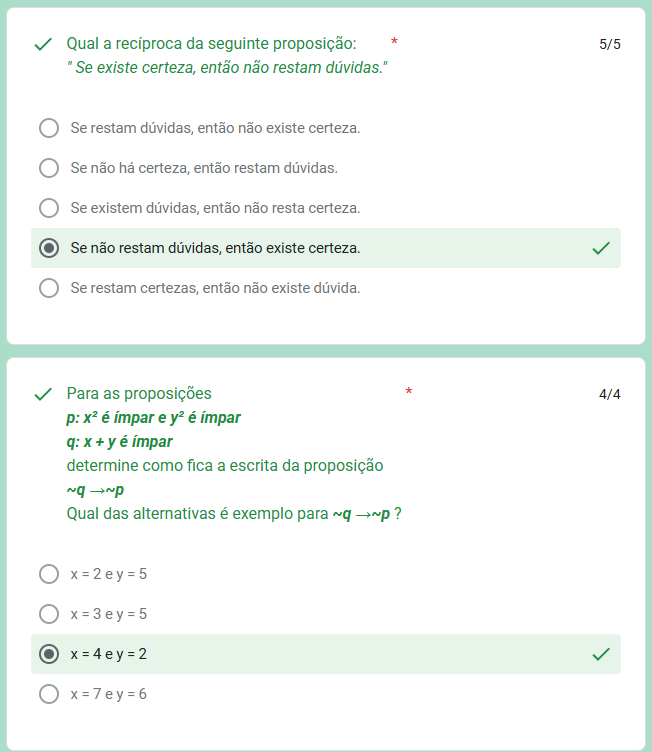 Qual a recíproca da seguinte proposição: * 5/5
" Se existe certeza, então não restam dúvidas."
Se restam dúvidas, então não existe certeza.
Se não há certeza, então restam dúvidas.
Se existem dúvidas, então não resta certeza.
Se não restam dúvidas, então existe certeza.
Se restam certezas, então não existe dúvida.
Para as proposições * 4/4
p: x² é ímpar e y² é ímpar
q: x + y é ímpar
determine como fica a escrita da proposição
~q →~p
Qual das alternativas é exemplo para ~q →~p ?
x = 2 e y = 5
x = 3 e y = 5
x = 4 e y = 2
x = 7 e y = 6